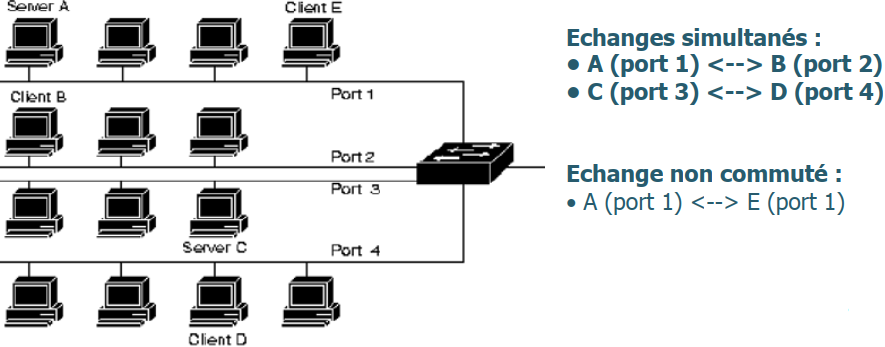 Server A
Client E
Port 1
Client B
Port 2
Port 3
Server C
Port 4
Client D
Echanges simultanés :
• A (port 1) <--> B (port 2)
• C (port 3) <--> D (port 4)
Echange non commuté :
• A (port 1) <--> E (port 1)